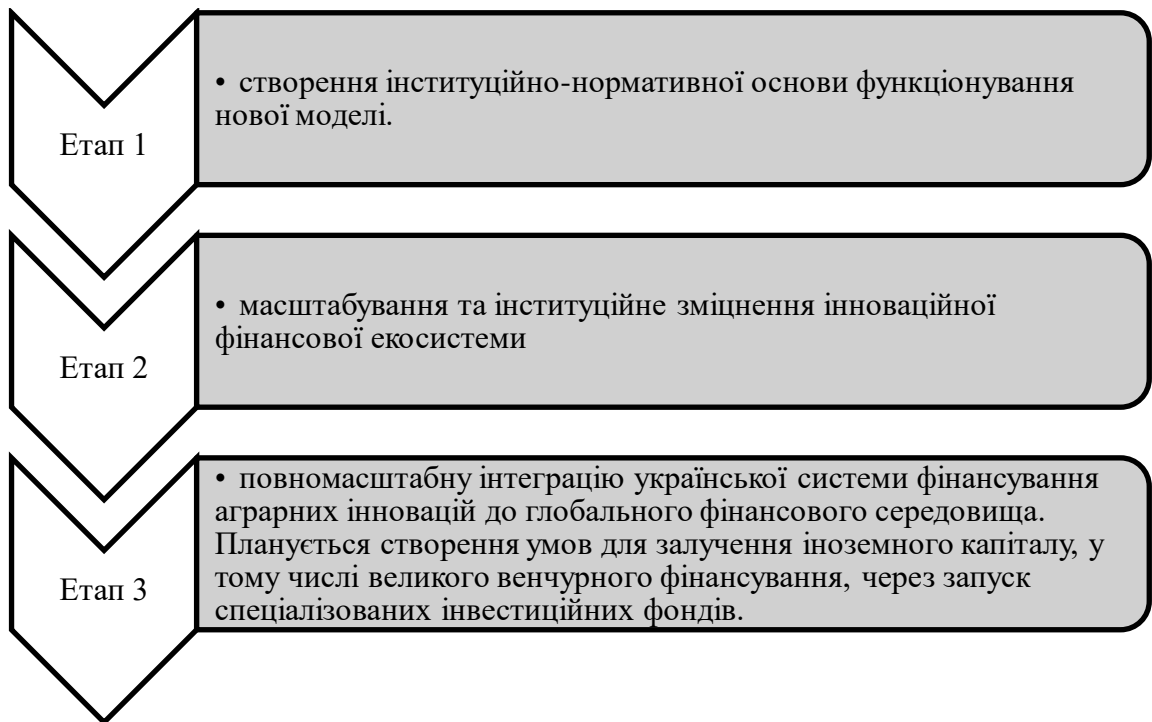 Етап 1
• створення інституційно-нормативної основи функціонування
нової моделі.
Етап 2
• масштабування та інституційне зміцнення інноваційної
фінансової екосистеми
Етап 3
• повномасштабну інтеграцію української системи фінансування
аграрних інновацій до глобального фінансового середовища.
Планується створення умов для залучення іноземного капіталу, у
тому числі великого венчурного фінансування, через запуск
спеціалізованих інвестиційних фондів.